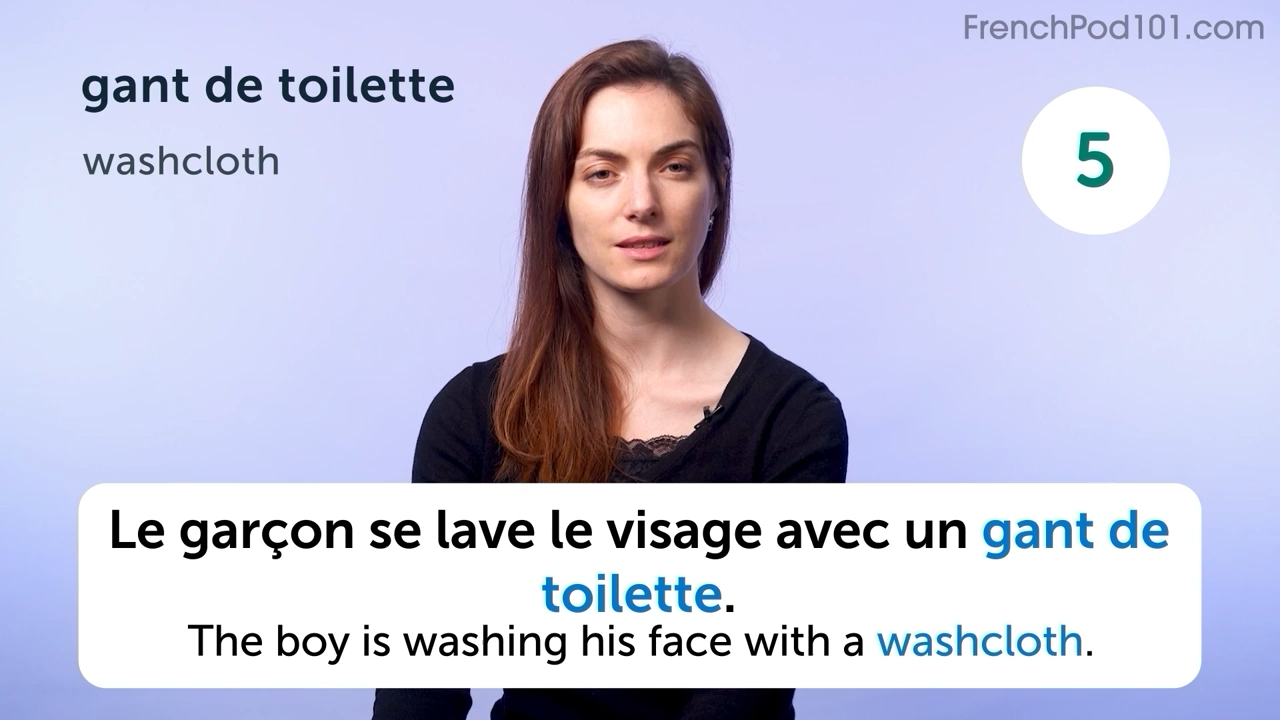 FrenchPod101.com
gant de toilette
washcloth
5
Le garçon se lave le visage avec un gant de
toilette.
The boy is washing his face with a washcloth.